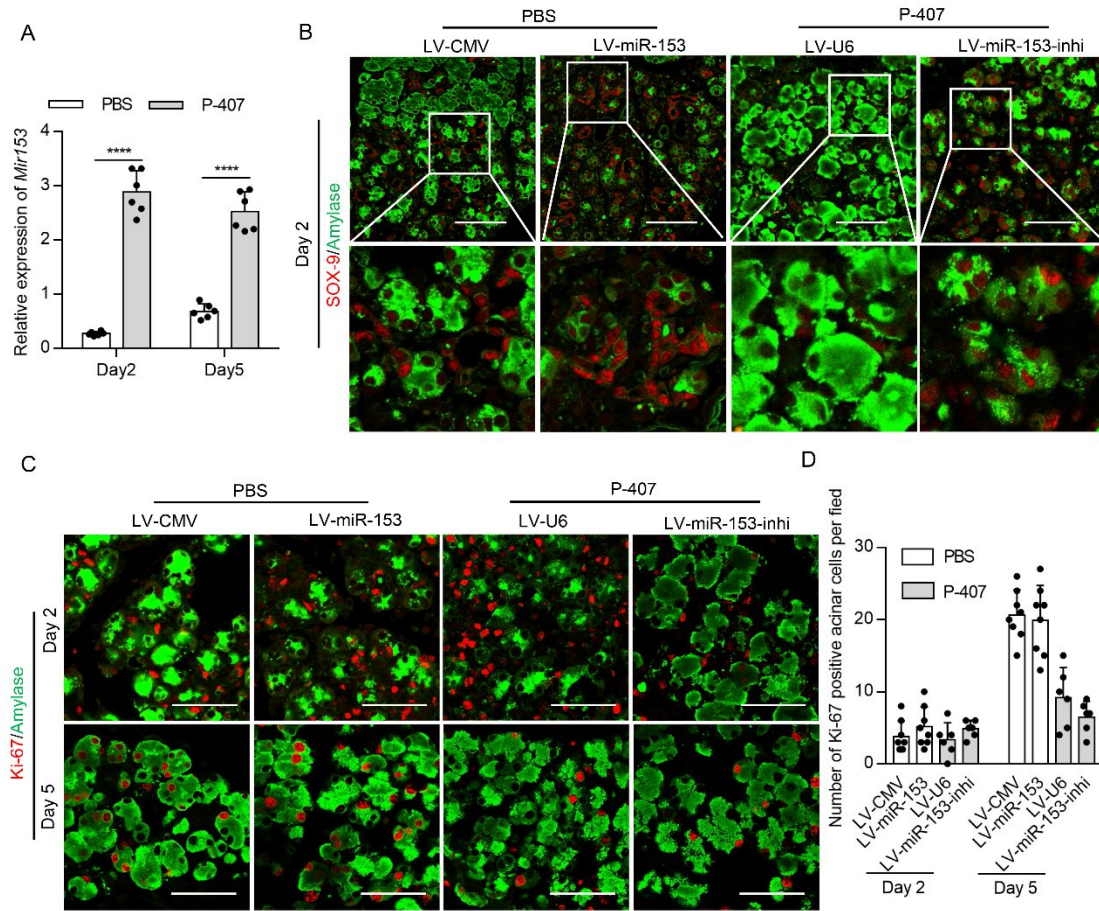 A
PBS
P-407
Relative expression of Mir153
4
3
2
1
0
****
****
Day2
Day5
B
PBS
P-407
LV-CMV
LV-miR-153
LV-U6
LV-miR-153-inhi
Day 2
SOX-9/Amylase
C
PBS
P-407
LV-CMV
LV-miR-153
LV-U6
LV-miR-153-inhi
Ki-67/Amylase
Day 2
Day 5
D
Number of Ki-67 positive acinar cells per fied
30
20
10
0
PBS
P-407
LV-CMV
LV-miR-153
LV-U6
LV-miR-153-inhi
LV-CMV
LV-miR-153
LV-U6
LV-miR-153-inhi
Day 2
Day 5